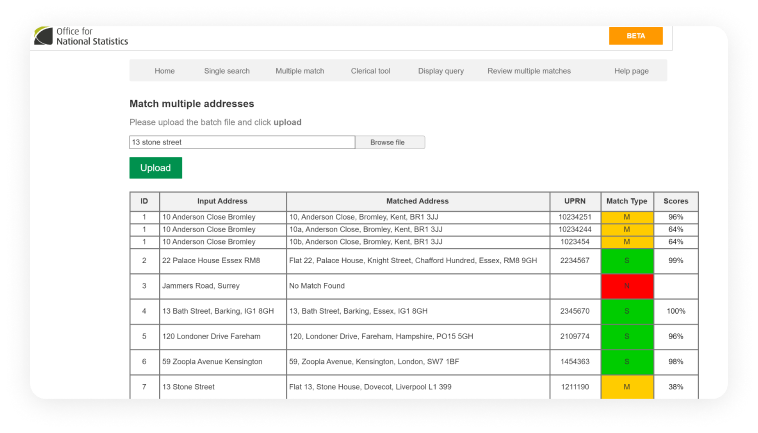 Office for
National Statistics
BETA
Home Single search Multiple match Clerical tool Display query Review multiple matches Help page
Match multiple addresses
Please upload the batch file and click upload
13 stone street Browse file
Upload
ID Input Address Matched Address UPRN Match Type Scores
1 10 Anderson Close Bromley 10, Anderson Close, Bromley, Kent, BR1 3JJ 10234251 M 96%
1 10 Anderson Close Bromley 10a, Anderson Close, Bromley, Kent, BR1 3JJ 10234244 M 64%
1 10 Anderson Close Bromley 10b, Anderson Close, Bromley, Kent, BR1 3JJ 1023454 M 64%
2 22 Palace House Essex RM8 Flat 22, Palace House, Knight Street, Chafford Hundred, Essex, RM8 9GH 2234567 S 99%
3 Jammers Road, Surrey No Match Found N
4 13 Bath Street, Barking, IG1 8GH 13, Bath Street, Barking, Essex, IG1 8GH 2345670 S 100%
5 120 Londoner Drive Fareham 120, Londoner Drive, Fareham, Hampshire, PO15 5GH 2109774 S 96%
6 59 Zoopla Avenue Kensington 59, Zoopla Avenue, Kensington, London, SW7 1BF 1454363 S 98%
7 13 Stone Street Flat 13, Stone House, Dovecot, Liverpool L1 399 1211190 M 38%